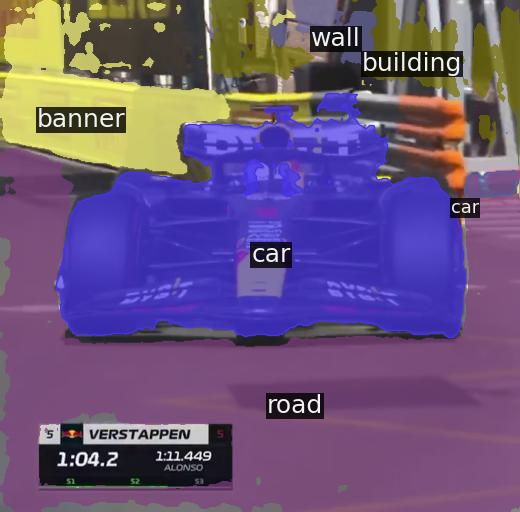 wall
building
banner
car
car
road
5 VERSTAPPEN 5
1:04.2 1:11.449
ALONSO
S1 S2 S3